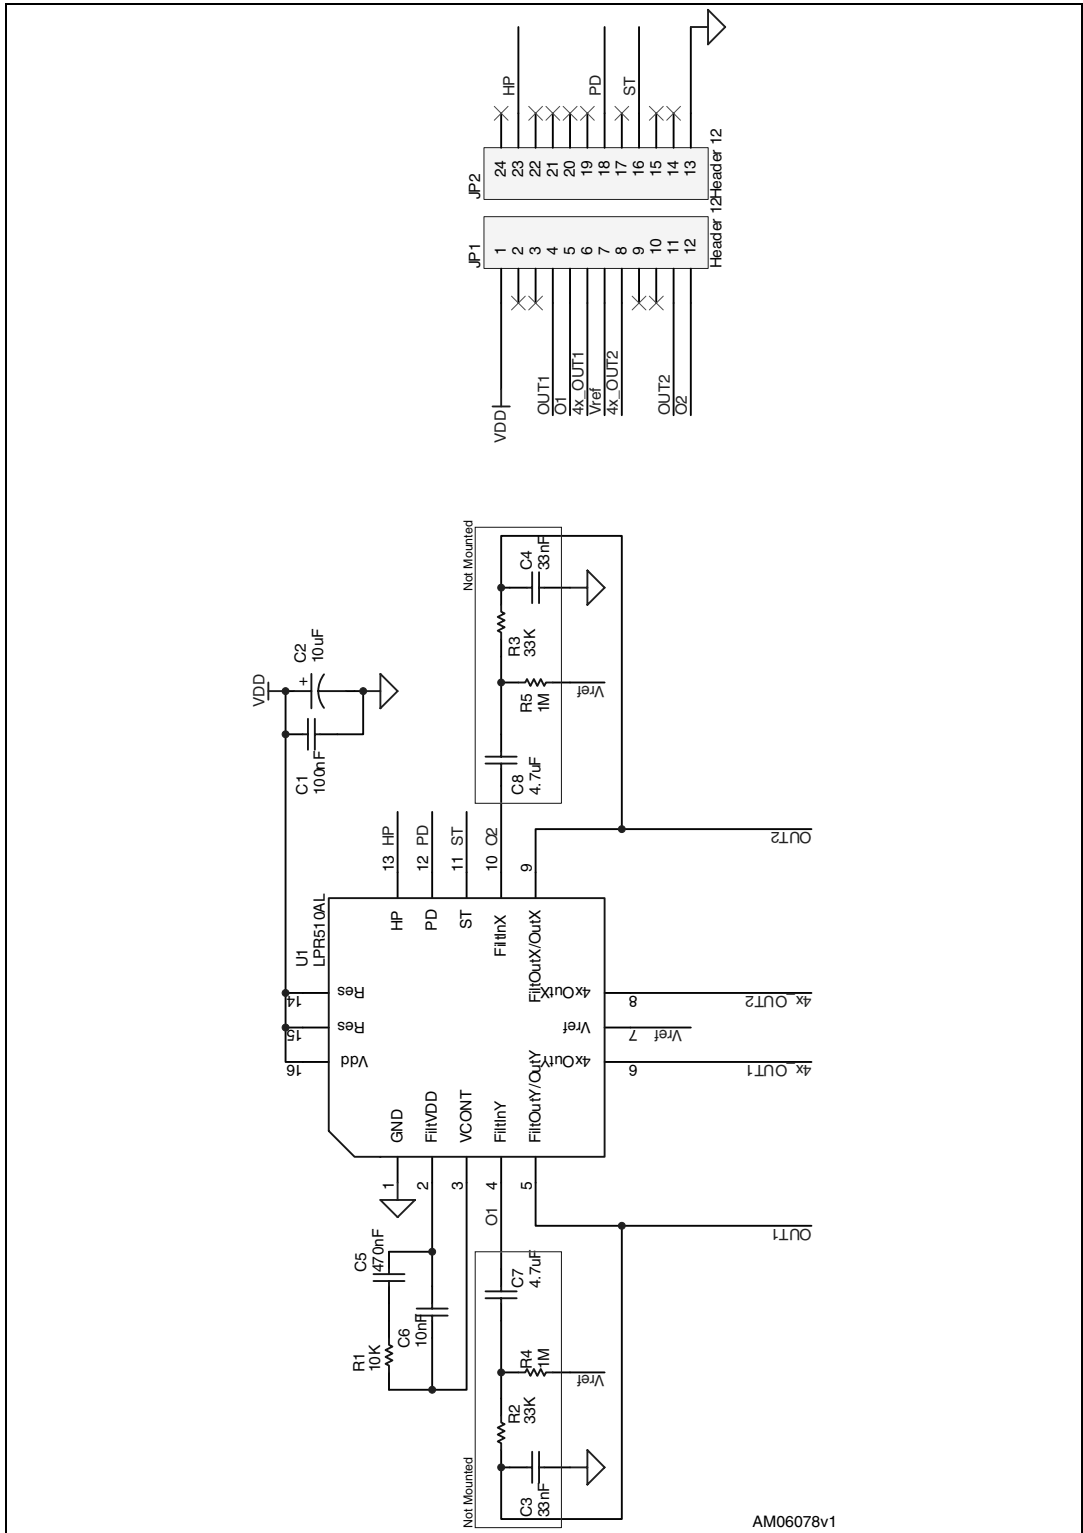 HP
PD
ST
24
23
22
21
20
19
18
17
16
15
14
13
JP2
Header 12
JP1
Header 12
1
2
3
4
5
6
7
8
9
10
11
12
VDD
OUT1
O1
4x_OUT1
Vref
4x_OUT2
OUT2
O2
Not Mounted
C4
33nF
R3
33K
R5
1M
Vref
C8
4.7uF
VDD
C2
10uF
+
C1
100nF
13 HP
12 PD
11 ST
10 O2
9
OUT2
U1
LPR510AL
HP
PD
ST
FiltInX
FiltOutX/OutX
14
Res
15
Res
16
Vdd
4xOutX
8
4x_OUT2
Vref
7
Vref
4xOutY
6
4x_OUT1
GND
FiltVDD
VCONT
FiltInY
FiltOutY/OutY
1
2
3
4
5
O1
OUT1
C5
470nF
R1
10K
C6
10nF
C7
4.7uF
R4
1M
Vref
R2
33K
C3
33nF
Not Mounted
AM06078v1